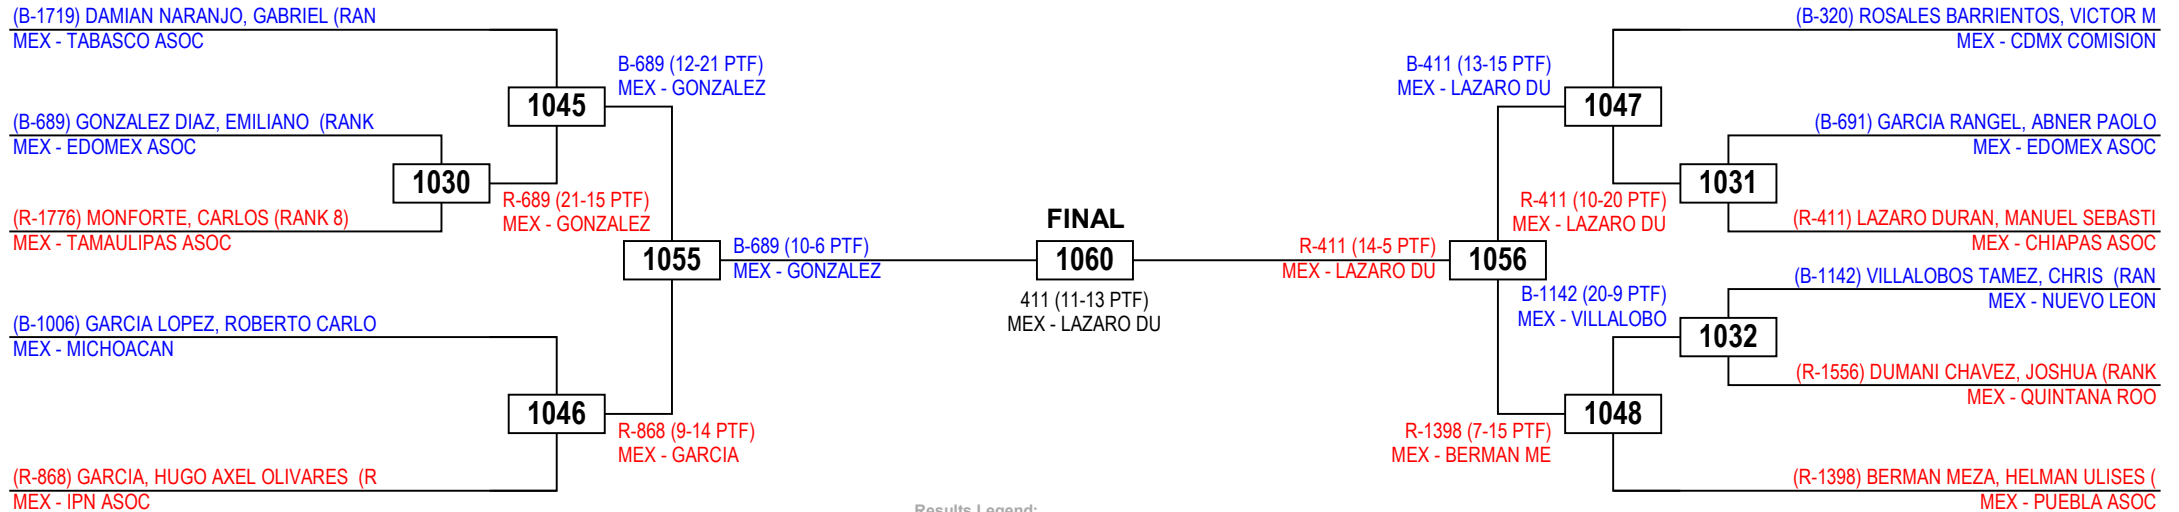 (B-1719) DAMIAN NARANJO, GABRIEL (RAN
MEX - TABASCO ASOC
(B-689) GONZALEZ DIAZ, EMILIANO (RANK
MEX - EDOMEX ASOC
(R-1776) MONFORTE, CARLOS (RANK 8)
MEX - TAMAULIPAS ASOC
(B-1006) GARCIA LOPEZ, ROBERTO CARLO
MEX - MICHOACAN
(R-868) GARCIA, HUGO AXEL OLIVARES (R
MEX - IPN ASOC
1030
1045
1046
B-689 (12-21 PTF)
MEX - GONZALEZ
R-689 (21-15 PTF)
MEX - GONZALEZ
R-868 (9-14 PTF)
MEX - GARCIA
1055
B-689 (10-6 PTF)
MEX - GONZALEZ
FINAL
1060
411 (11-13 PTF)
MEX - LAZARO DU
Results Legend:
R-411 (14-5 PTF)
MEX - LAZARO DU
1056
B-411 (13-15 PTF)
MEX - LAZARO DU
R-411 (10-20 PTF)
MEX - LAZARO DU
B-1142 (20-9 PTF)
MEX - VILLALOBO
R-1398 (7-15 PTF)
MEX - BERMAN ME
1047
1031
1032
1048
(B-320) ROSALES BARRIENTOS, VICTOR M
MEX - CDMX COMISION
(B-691) GARCIA RANGEL, ABNER PAOLO
MEX - EDOMEX ASOC
(R-411) LAZARO DURAN, MANUEL SEBASTI
MEX - CHIAPAS ASOC
(B-1142) VILLALOBOS TAMEZ, CHRIS (RAN
MEX - NUEVO LEON
(R-1556) DUMANI CHAVEZ, JOSHUA (RANK
MEX - QUINTANA ROO
(R-1398) BERMAN MEZA, HELMAN ULISES (
MEX - PUEBLA ASOC